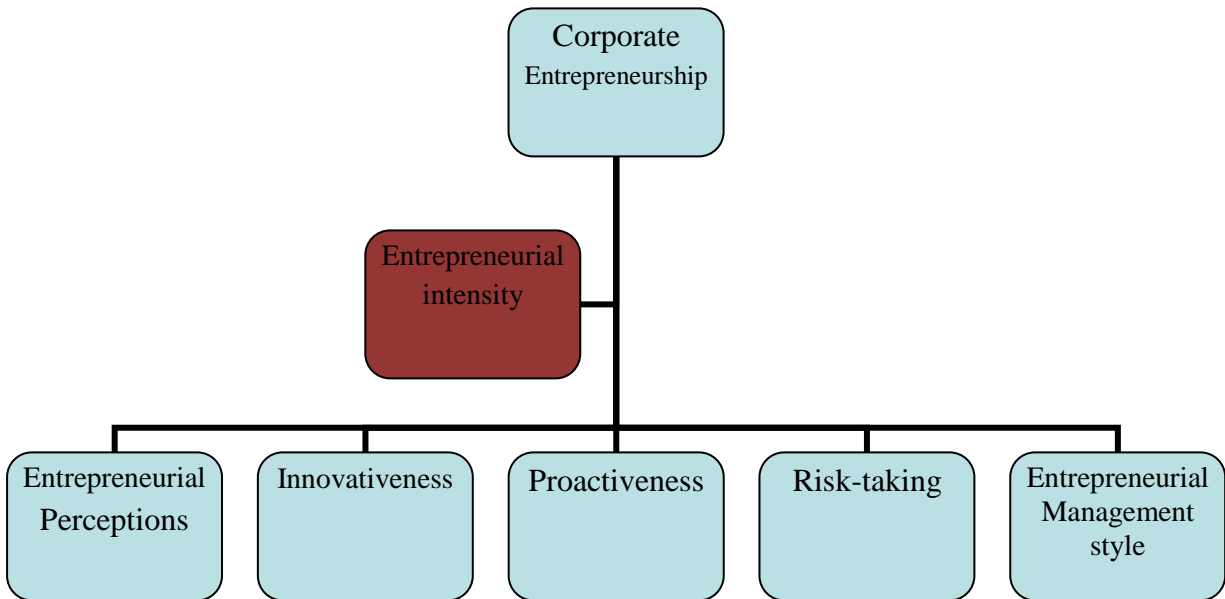 Corporate
Entrepreneurship
Entrepreneurial
intensity
Entrepreneurial
Perceptions
Innovativeness
Proactiveness
Risk-taking
Entrepreneurial
Management
style